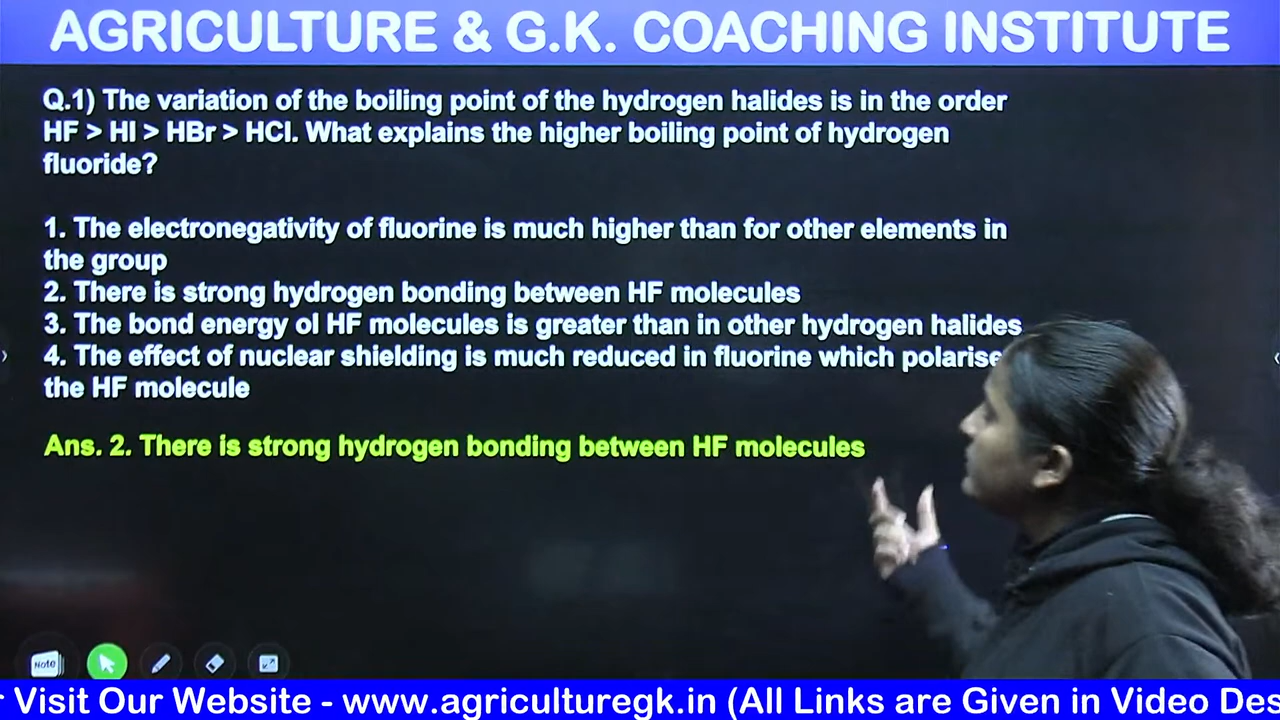 AGRICULTURE & G.K. COACHING INSTITUTE
Q.1) The variation of the boiling point of the hydrogen halides is in the order
HF > HI > HBr > HCl. What explains the higher boiling point of hydrogen
fluoride?
1. The electronegativity of fluorine is much higher than for other elements in
the group
2. There is strong hydrogen bonding between HF molecules
3. The bond energy ol HF molecules is greater than in other hydrogen halides
4. The effect of nuclear shielding is much reduced in fluorine which polarise
the HF molecule
Ans. 2. There is strong hydrogen bonding between HF molecules
Note
r Visit Our Website - www.agriculturegk.in (All Links are Given in Video Des